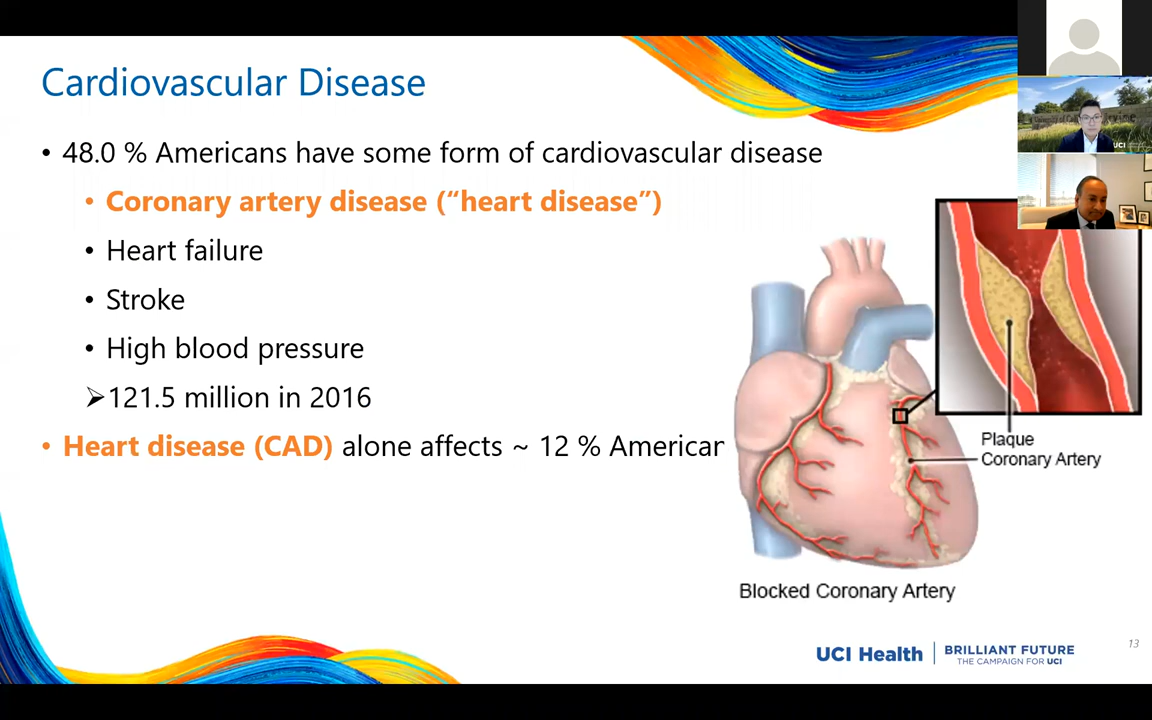 Cardiovascular Disease
• 48.0 % Americans have some form of cardiovascular disease
• Coronary artery disease (“heart disease”)
• Heart failure
• Stroke
• High blood pressure
➢121.5 million in 2016
• Heart disease (CAD) alone affects ~ 12 % American
Plaque
Coronary Artery
Blocked Coronary Artery
UCI Health
BRILLIANT FUTURE
THE CAMPAIGN FOR UCI
13
UCI